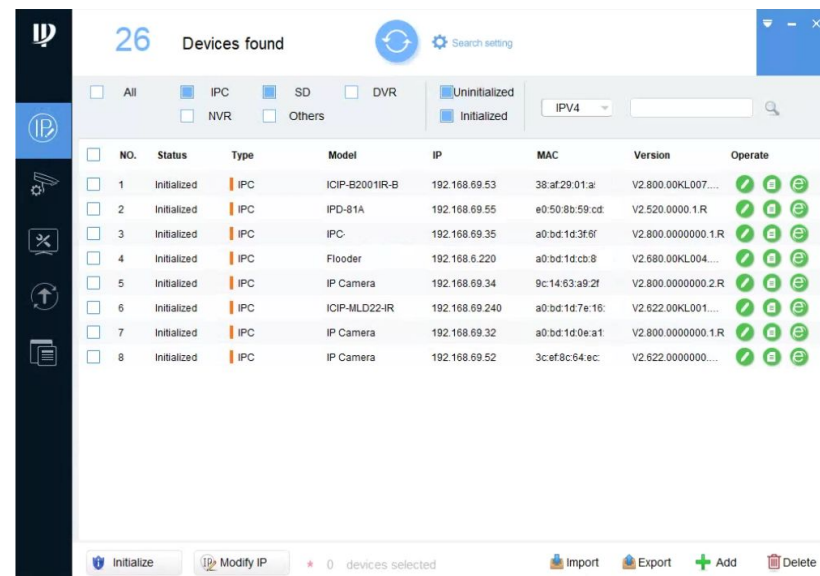 26 Devices found Search setting
All IPC SD DVR Uninitialized
NVR Others Initialized IPV4
NO. Status Type Model IP MAC Version Operate
1 Initialized IPC ICIP-B2001IR-B 192.168.69.53 38:af:29:01:a V2.800.00KL007....
2 Initialized IPC IPD-81A 192.168.69.55 e0:50:8b:59:cd: V2.520.0000.1.R
3 Initialized IPC IPC- 192.168.69.35 a0:bd:1d:3f:6f V2.800.0000000.1.R
4 Initialized IPC Flooder 192.168.6.220 a0:bd:1d:cb:8 V2.680.00KL004....
5 Initialized IPC IP Camera 192.168.69.34 9c:14:63:a9:2f V2.800.0000000.2.R
6 Initialized IPC ICIP-MLD22-IR 192.168.69.240 a0:bd:1d:7e:16: V2.622.00KL001....
7 Initialized IPC IP Camera 192.168.69.32 a0:bd:1d:0e:a1: V2.800.0000000.1.R
8 Initialized IPC IP Camera 192.168.69.52 3c:ef:8c:64:ec: V2.622.0000000....
Initialize Modify IP * 0 devices selected Import Export Add Delete